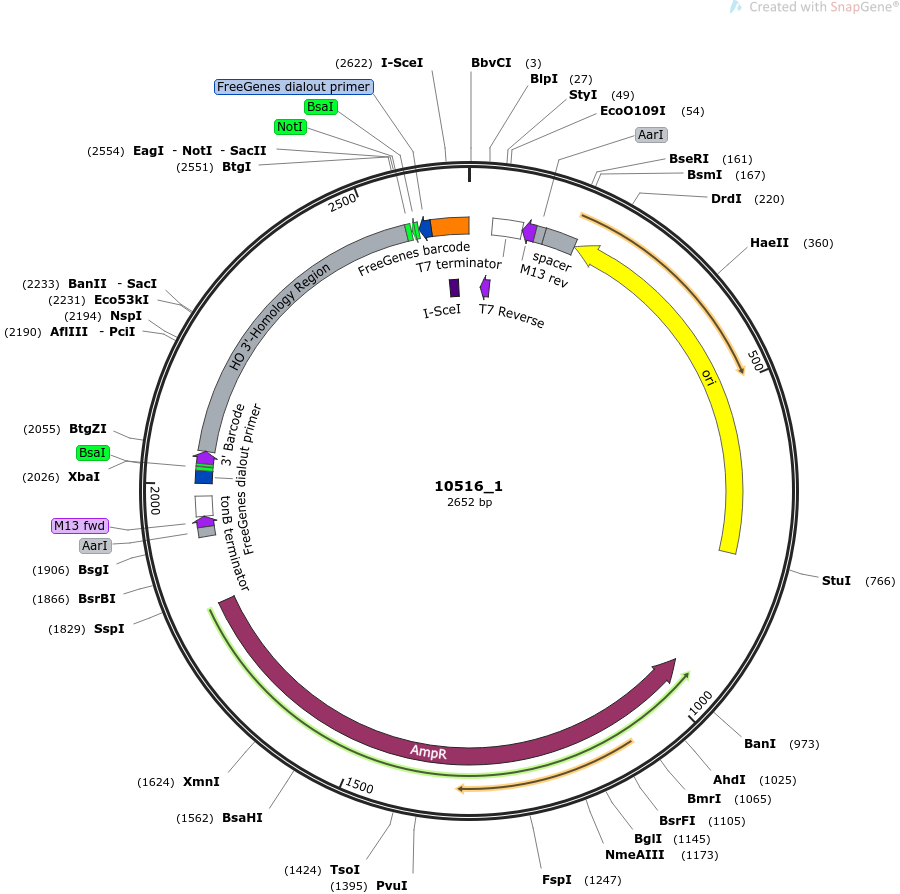 Created with SnapGene®
(2622) I-SceI
BbvCI (3)
BlpI (27)
StyI (49)
EcoO109I (54)
AarI
BseRI (161)
BsmI (167)
DrdI (220)
HaeII (360)
500
StuI (766)
1000
BanI (973)
AhdI (1025)
BmrI (1065)
BsrFI (1105)
BglI (1145)
NmeAIII (1173)
FspI (1247)
(1395) PvuI
(1424) TsoI
1500
(1562) BsaHI
(1624) XmnI
(1829) SspI
(1866) BsrBI
(1906) BsgI
AarI
M13 fwd
2000
(2026) XbaI
BsaI
(2055) BtgZI
(2190) AflIII - PciI
(2194) NspI
(2231) Eco53kI
(2233) BanII - SacI
2500
(2551) BtgI
(2554) EagI - NotI - SacII
NotI
BsaI
FreeGenes dialout primer
FreeGenes barcode
T7 terminator
M13 rev
spacer
I-SceI
T7 Reverse
ori
HO 3'-Homology Region
3' Barcode
FreeGenes dialout primer
tonB terminator
AmpR
10516_1
2652 bp